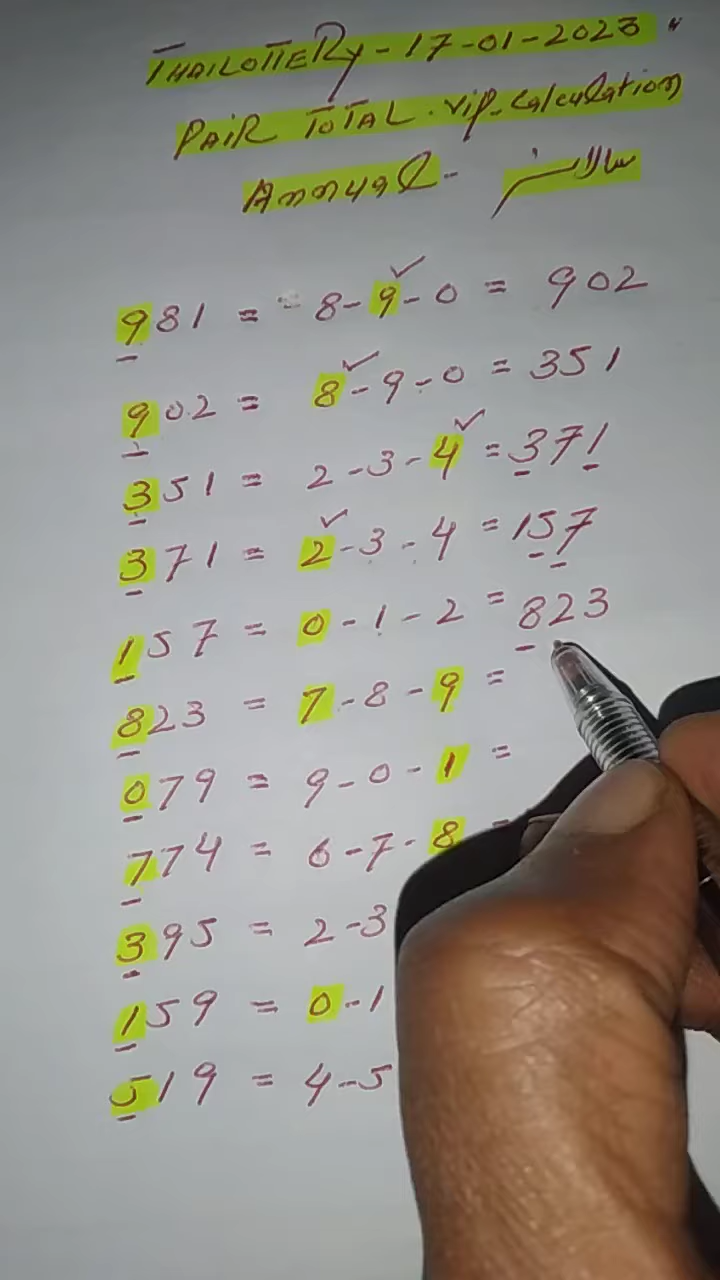 THAILOTTERY - 17-01-2023 "
PAIR TOTAL. vip-Calculation
Annual - سالانہ
981 = 8-9-0 = 902
902 = 8-9-0 = 351
351 = 2-3-4 = 371
371 = 2-3-4 = 157
157 = 0-1-2 = 823
823 = 7-8-9 =
079 = 9-0-1 =
774 = 6-7-8 =
395 = 2-3
159 = 0-1
519 = 4-5